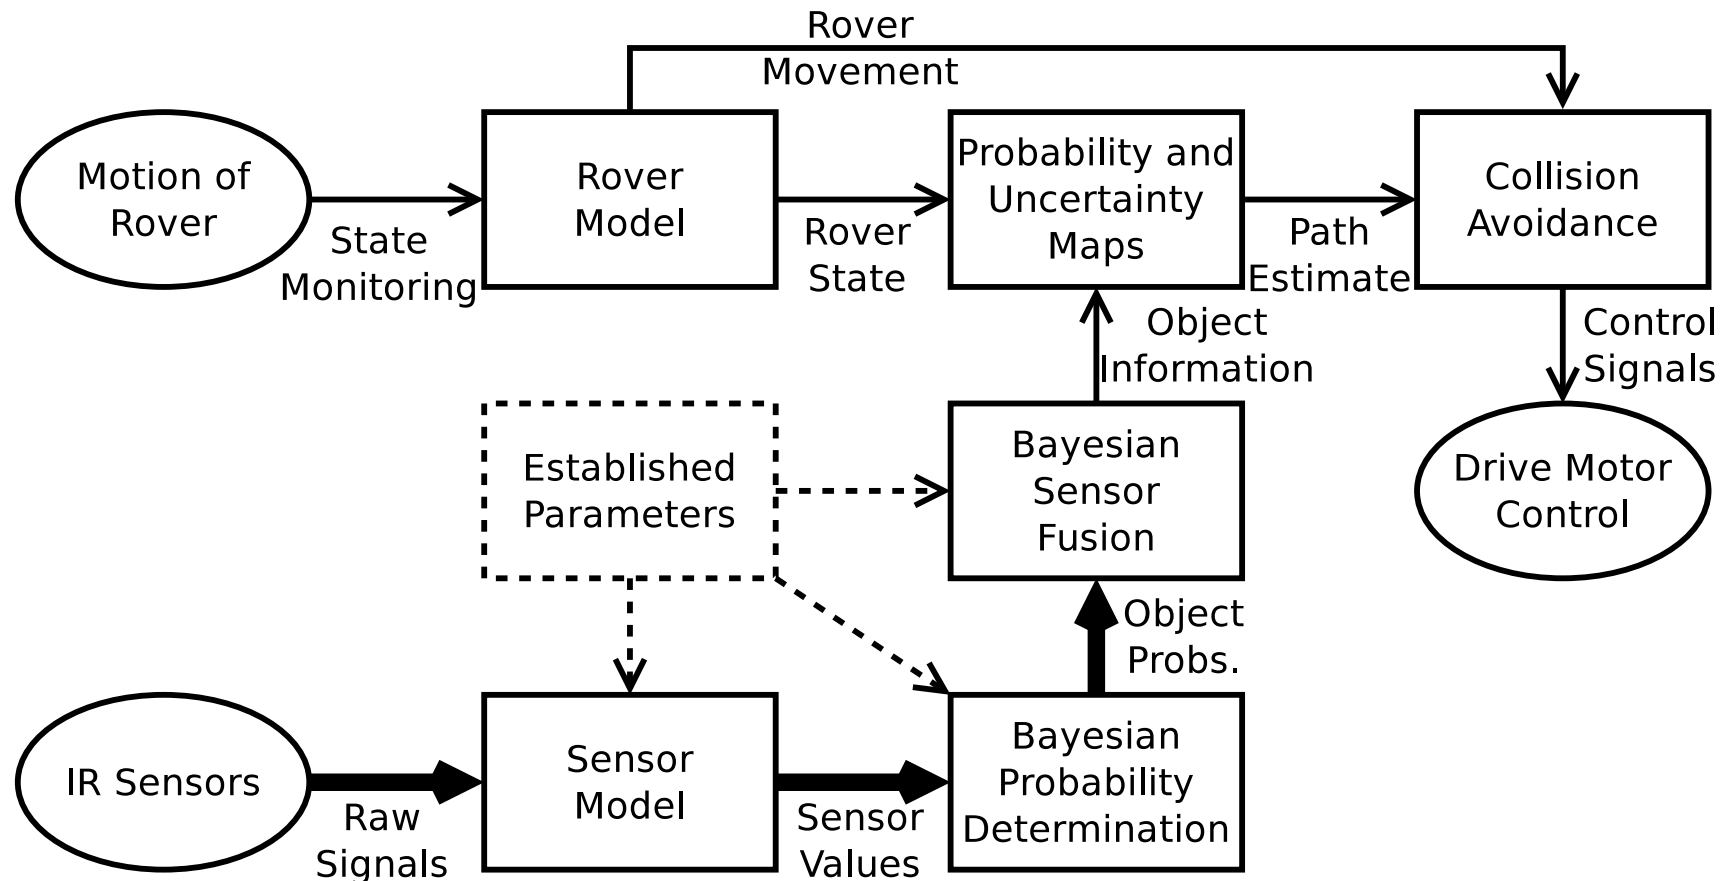 Rover
Movement
Motion of
Rover
State
Monitoring
Rover
Model
Rover
State
Probability and
Uncertainty
Maps
Path
Estimate
Collision
Avoidance
Object
Information
Control
Signals
Established
Parameters
Bayesian
Sensor
Fusion
Drive Motor
Control
Object
Probs.
IR Sensors
Raw
Signals
Sensor
Model
Sensor
Values
Bayesian
Probability
Determination